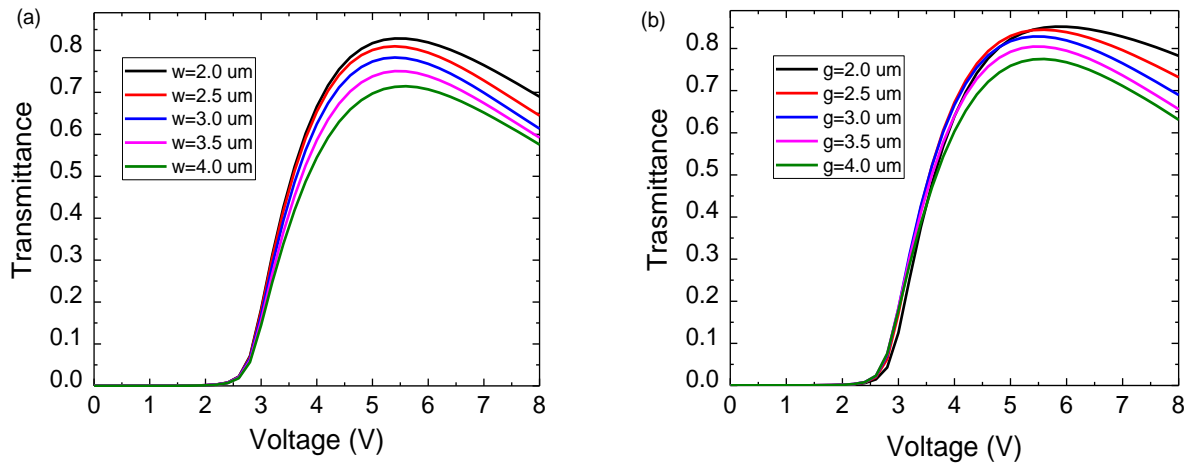 (a)
Transmittance
0.8
0.7
0.6
0.5
0.4
0.3
0.2
0.1
0.0
w=2.0 um
w=2.5 um
w=3.0 um
w=3.5 um
w=4.0 um
0 1 2 3 4 5 6 7 8
Voltage (V)
(b)
Trasmittance
0.8
0.7
0.6
0.5
0.4
0.3
0.2
0.1
0.0
g=2.0 um
g=2.5 um
g=3.0 um
g=3.5 um
g=4.0 um
0 1 2 3 4 5 6 7 8
Voltage (V)